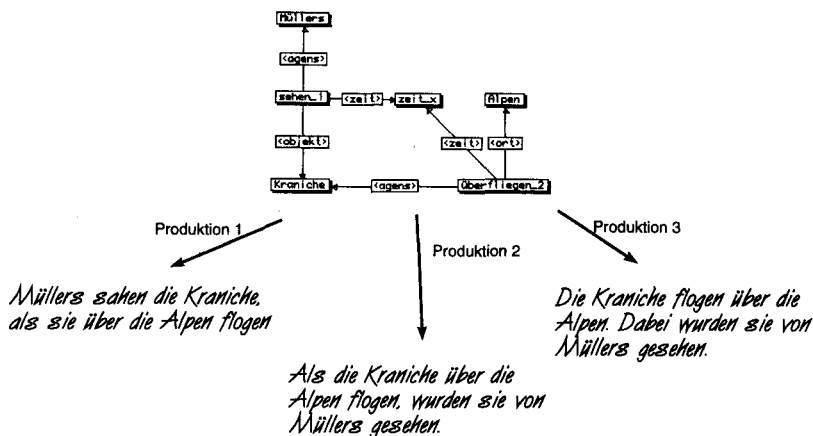 Müllers
<agens>
sehen_1 <zeit> zeit_x Alpen
<objekt> <zeit> <ort>
Kraniche <agens> überfliegen_2
Produktion 1
Produktion 2
Produktion 3
Müllers sahen die Kraniche,
als sie über die Alpen flogen
Als die Kraniche über die
Alpen flogen, wurden sie von
Müllers gesehen.
Die Kraniche flogen über die
Alpen. Dabei wurden sie von
Müllers gesehen.